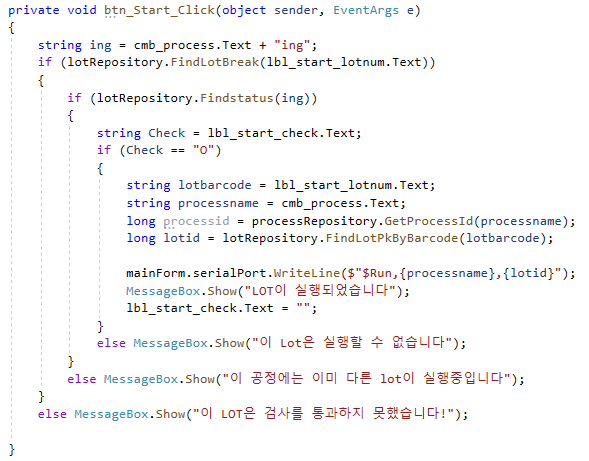 private void btn_Start_Click(object sender, EventArgs e)
{
    string ing = cmb_process.Text + "ing";
    if (lotRepository.FindLotBreak(lbl_start_lotnum.Text))
    {
        if (lotRepository.Findstatus(ing))
        {
            string Check = lbl_start_check.Text;
            if (Check == "O")
            {
                string lotbarcode = lbl_start_lotnum.Text;
                string processname = cmb_process.Text;
                long processid = processRepository.GetProcessId(processname);
                long lotid = lotRepository.FindLotPkByBarcode(lotbarcode);

                mainForm.serialPort.WriteLine($"$Run,{processname},{lotid}");
                MessageBox.Show("LOT이 실행되었습니다");
                lbl_start_check.Text = "";
            }
            else MessageBox.Show("이 Lot은 실행할 수 없습니다");
        }
        else MessageBox.Show("이 공정에는 이미 다른 lot이 실행중입니다");
    }
    else MessageBox.Show("이 LOT은 검사를 통과하지 못했습니다!");

}